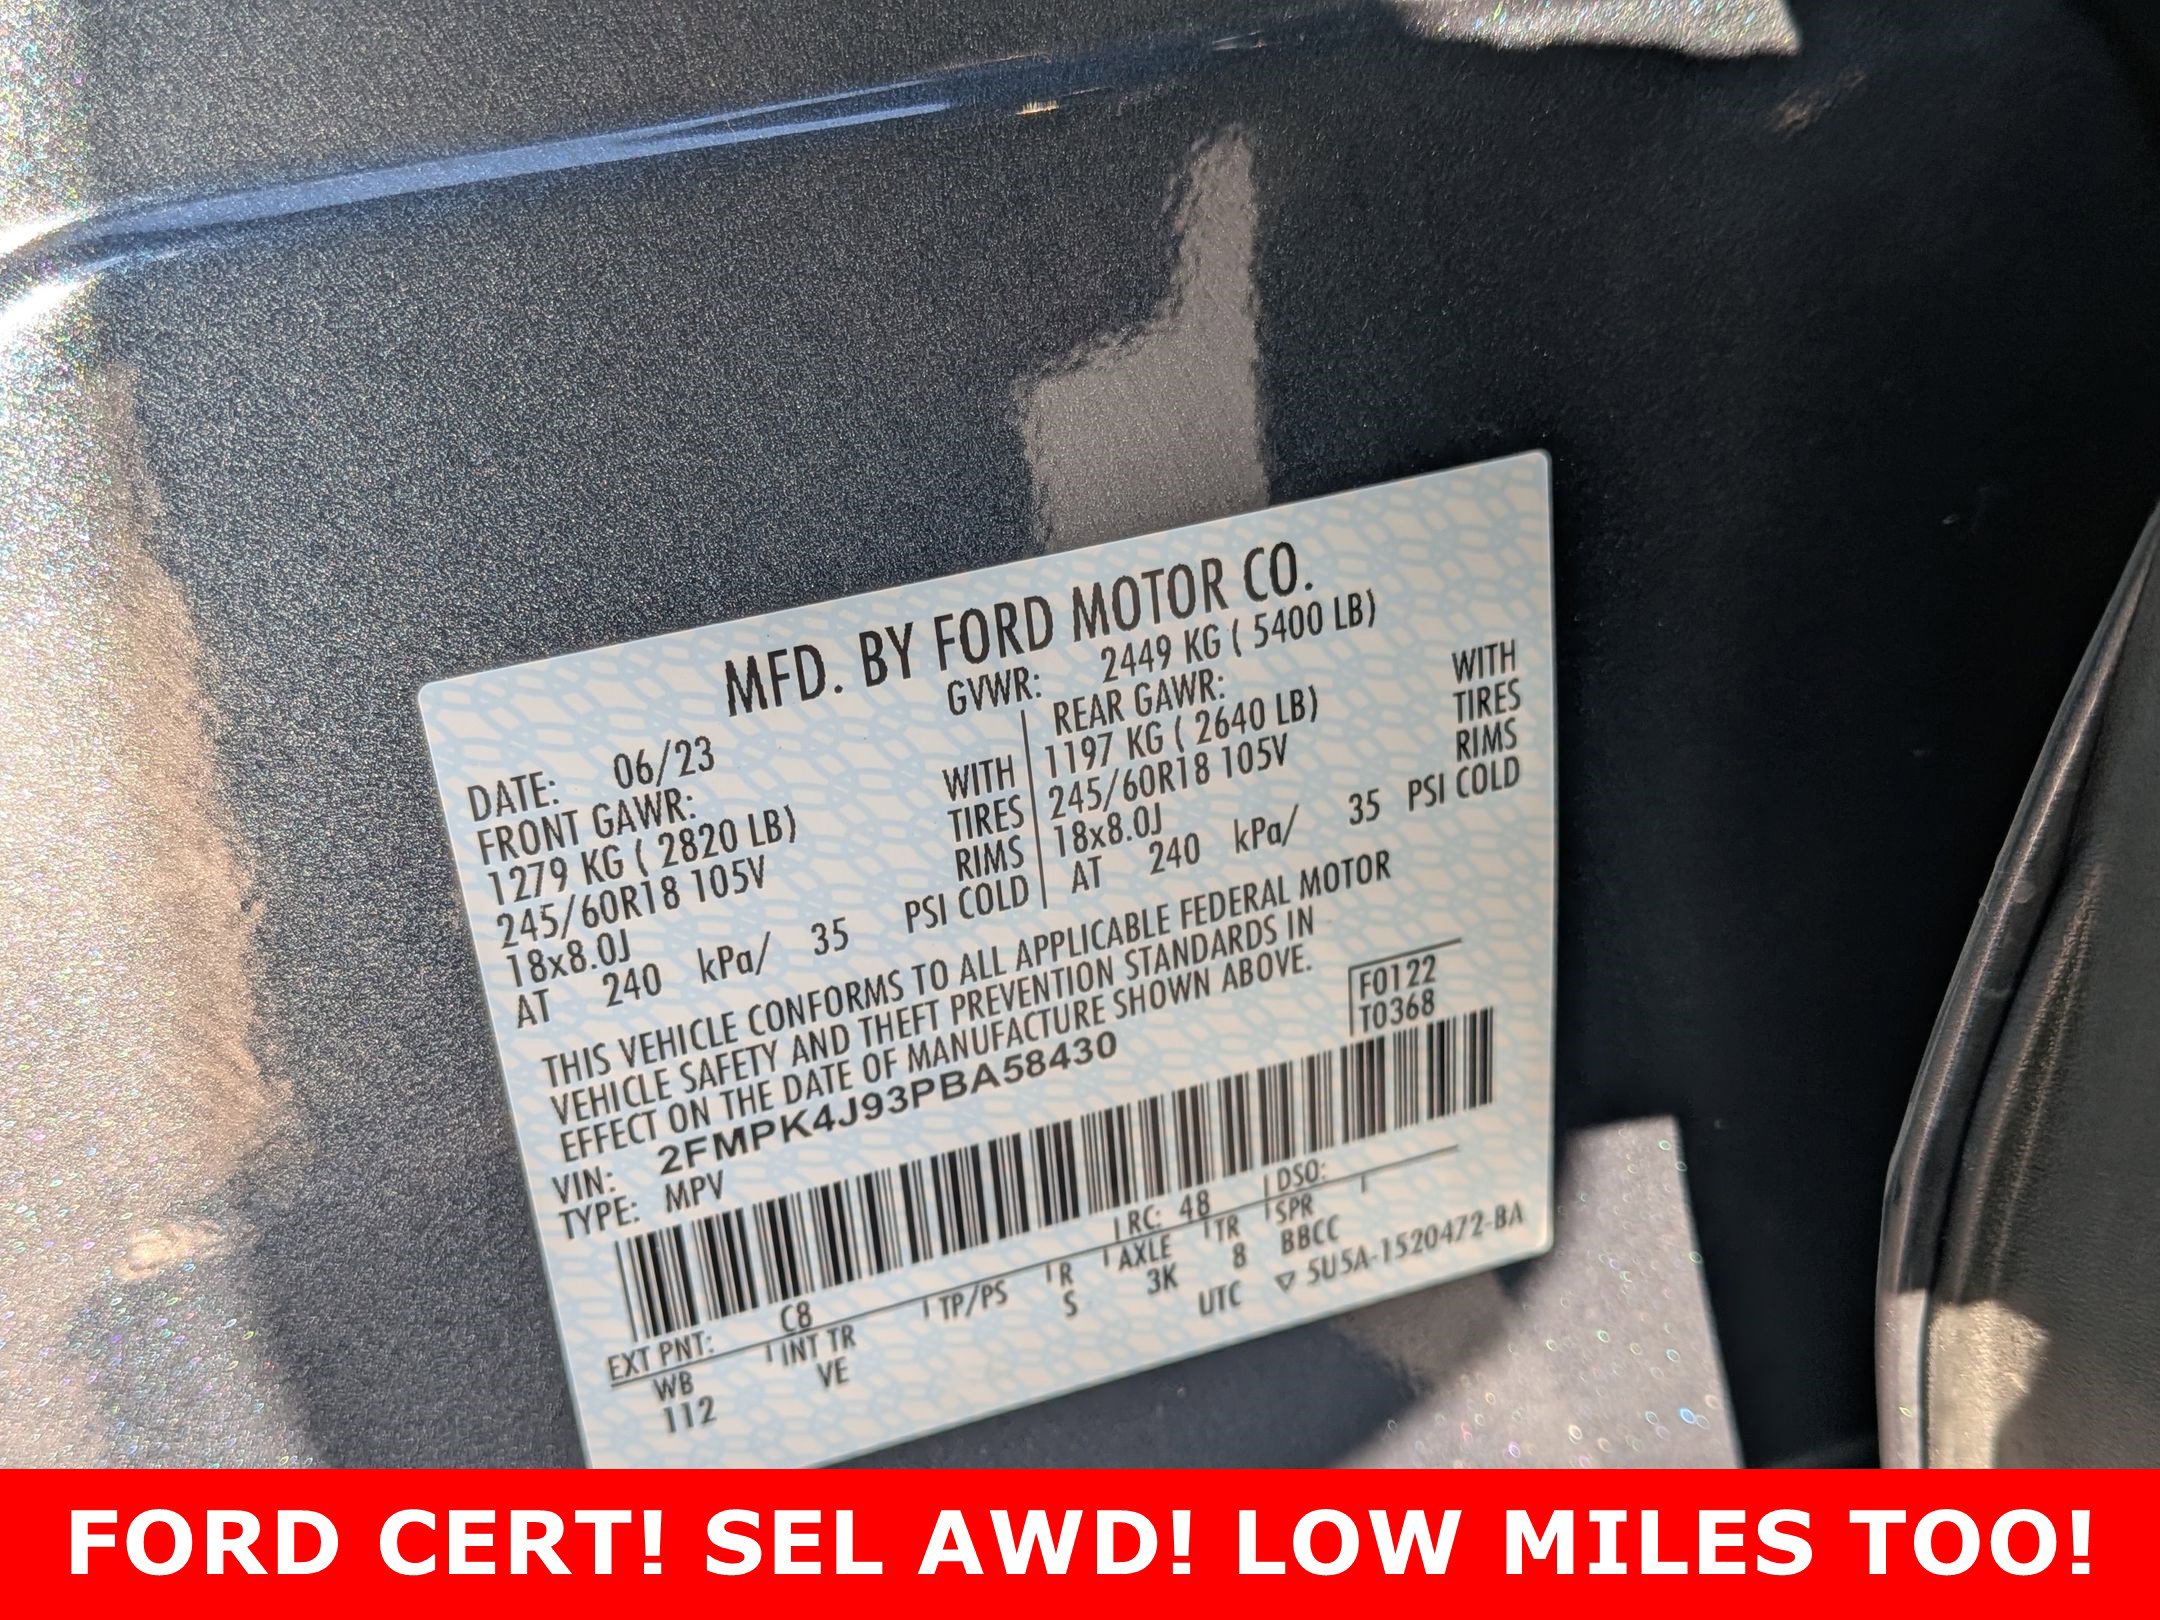 MFD. BY FORD MOTOR CO.
DATE: 06/23 GVWR: 2449 KG ( 5400 LB)
FRONT GAWR: REAR GAWR:
1279 KG ( 2820 LB) WITH 1197 KG ( 2640 LB) WITH
245/60R18 105V TIRES 245/60R18 105V TIRES
18x8.0J RIMS 18x8.0J RIMS
AT 240 kPa/ 35 PSI COLD AT 240 kPa/ 35 PSI COLD
THIS VEHICLE CONFORMS TO ALL APPLICABLE FEDERAL MOTOR
VEHICLE SAFETY AND THEFT PREVENTION STANDARDS IN
EFFECT ON THE DATE OF MANUFACTURE SHOWN ABOVE.
F0122
T0368
VIN: 2FMPK4J93PBA58430
TYPE: MPV
EXT PNT: C8 RC: 48 DSO:
WB INT TR TP/PS R AXLE TR SPR
112 VE S 3K 8 BBCC
UTC ▽ 5U5A-1520472-BA
FORD CERT! SEL AWD! LOW MILES TOO!